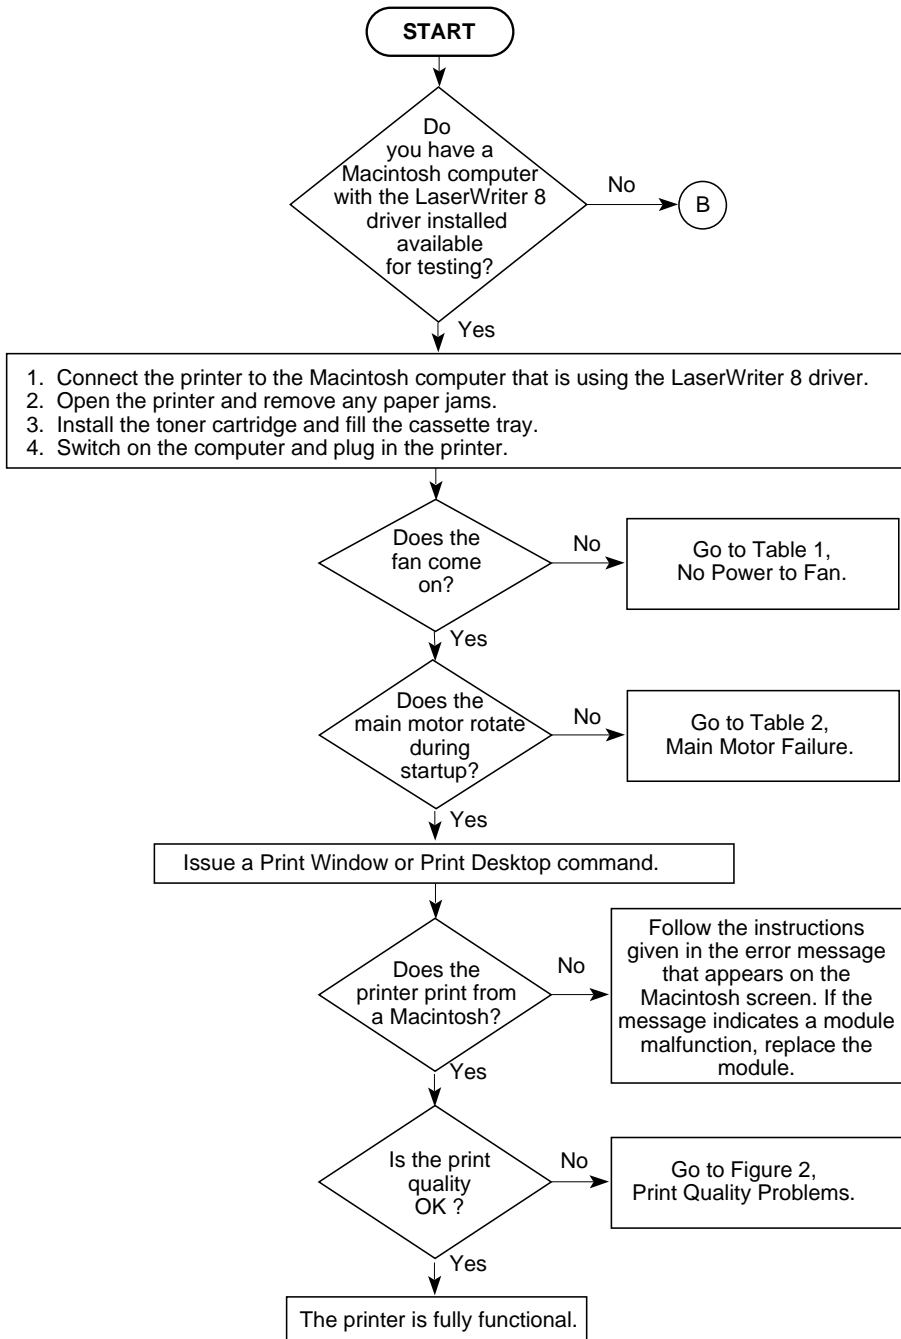 START
Do
you have a
Macintosh computer
with the LaserWriter 8
driver installed
available
for testing?
No
B
Yes
1. Connect the printer to the Macintosh computer that is using the LaserWriter 8 driver.
2. Open the printer and remove any paper jams.
3. Install the toner cartridge and fill the cassette tray.
4. Switch on the computer and plug in the printer.
Does the
fan come
on?
No
Go to Table 1,
No Power to Fan.
Yes
Does the
main motor rotate
during
startup?
No
Go to Table 2,
Main Motor Failure.
Yes
Issue a Print Window or Print Desktop command.
Does the
printer print from
a Macintosh?
No
Follow the instructions
given in the error message
that appears on the
Macintosh screen. If the
message indicates a module
malfunction, replace the
module.
Yes
Is the print
quality
OK ?
No
Go to Figure 2,
Print Quality Problems.
Yes
The printer is fully functional.